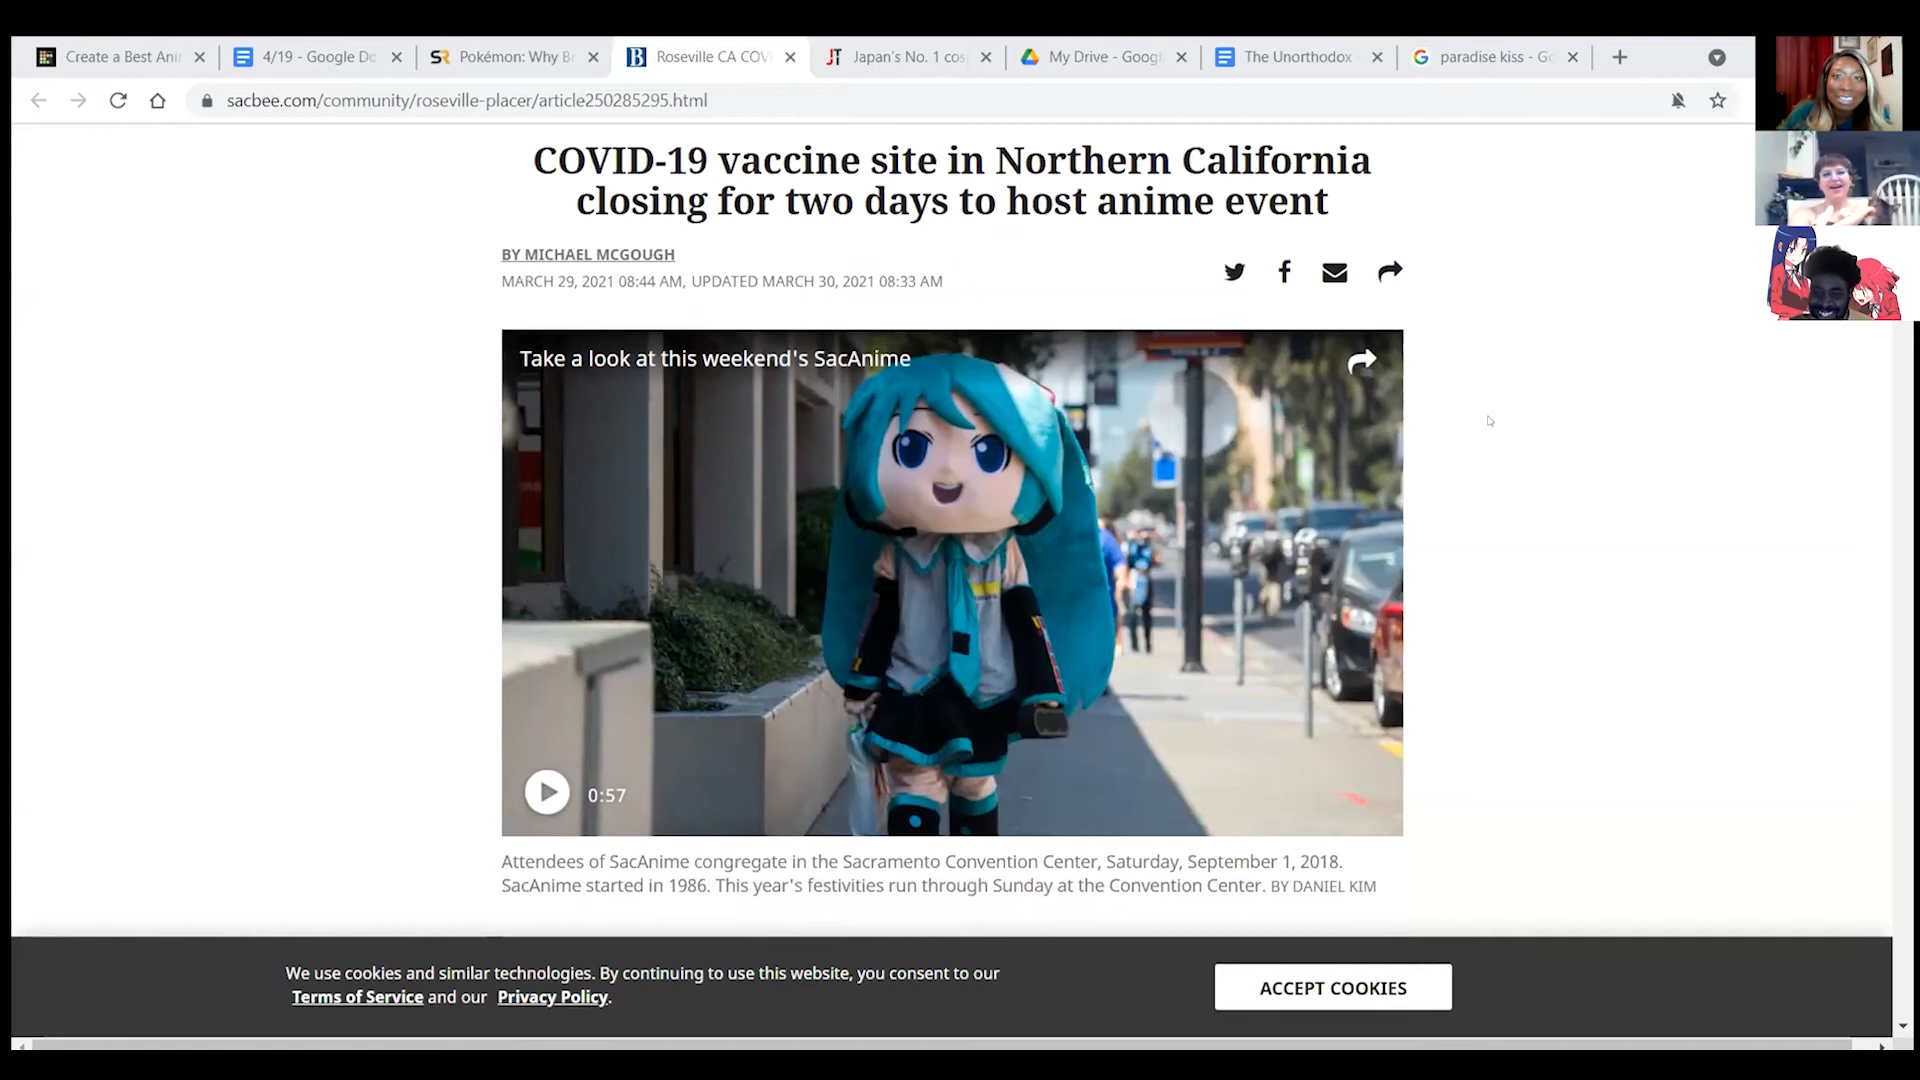 Create a Best Ani
4/19 - Google Do
Pokémon: Why Br
Roseville CA COVI
Japan's No. 1 cos
My Drive - Google
The Unorthodox
paradise kiss - Go
sacbee.com/community/roseville-placer/article250285295.html
COVID-19 vaccine site in Northern California
closing for two days to host anime event
BY MICHAEL MCGOUGH
MARCH 29, 2021 08:44 AM, UPDATED MARCH 30, 2021 08:33 AM
Take a look at this weekend's SacAnime
0:57
Attendees of SacAnime congregate in the Sacramento Convention Center, Saturday, September 1, 2018.
SacAnime started in 1986. This year's festivities run through Sunday at the Convention Center. BY DANIEL KIM
We use cookies and similar technologies. By continuing to use this website, you consent to our
Terms of Service and our Privacy Policy.
ACCEPT COOKIES